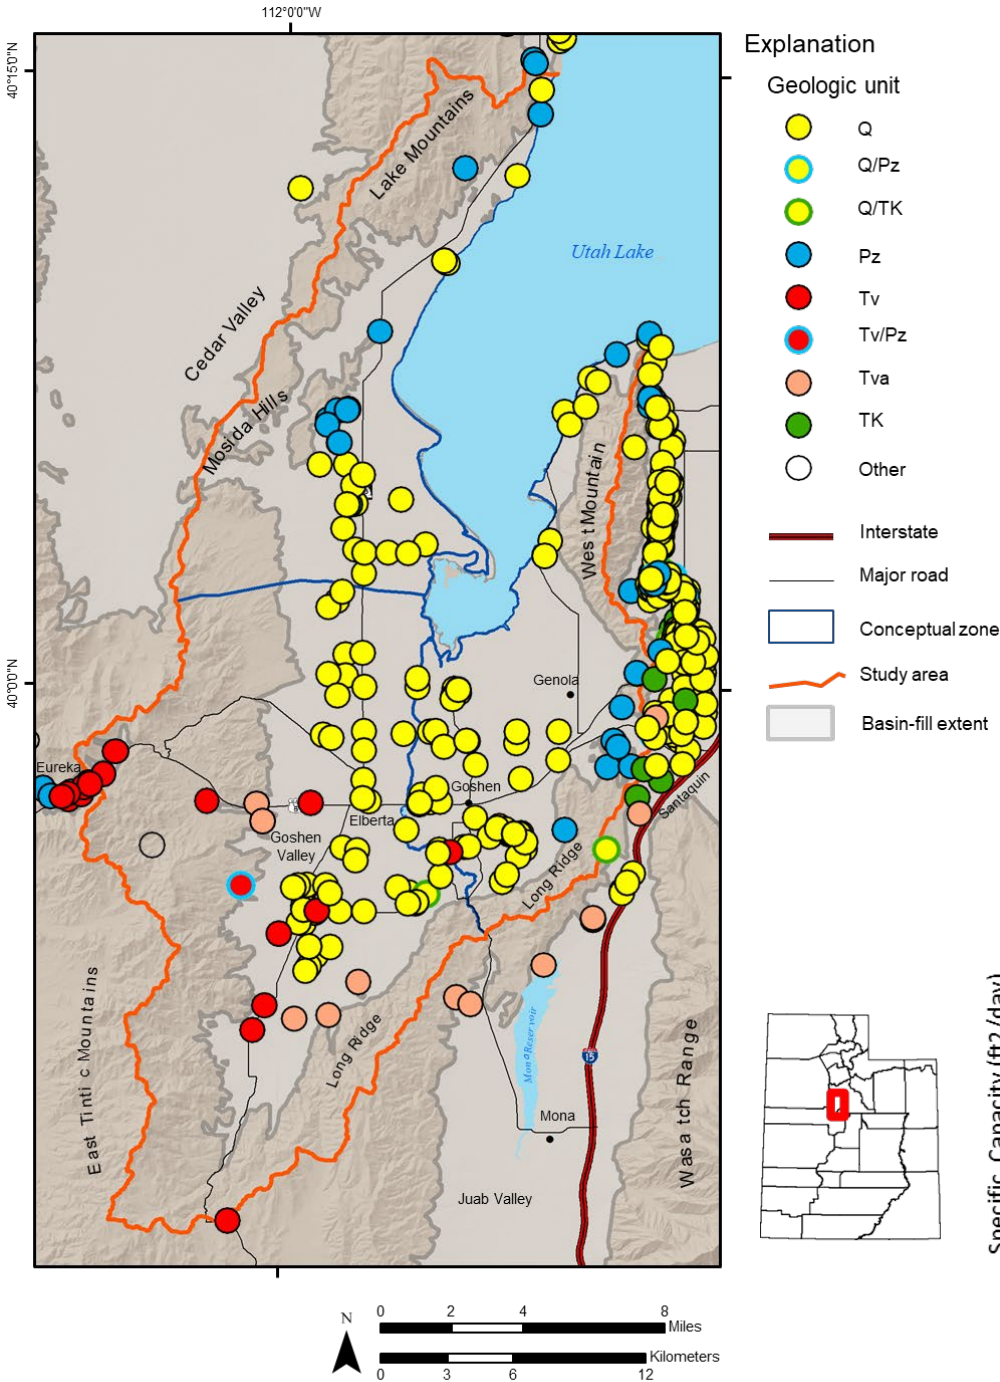 112°0'0"W
40°15'0"N
40°0'0"N
Lake Mountains
Utah Lake
Cedar Valley
Mosida Hills
West Mountain
Genola
Eureka
Goshen
Elberta
Santaquin
Goshen
Valley
Long Ridge
East Tintic Mountains
Long Ridge
Mona Reservoir
15
Wasatch Range
Mona
Juab Valley
Explanation
Geologic unit
Q
Q/Pz
Q/TK
Pz
Tv
Tv/Pz
Tva
TK
Other
Interstate
Major road
Conceptual zone
Study area
Basin-fill extent
Specific Capacity (ft2/day)
N
0 2 4 8
Miles
Kilometers
0 3 6 12